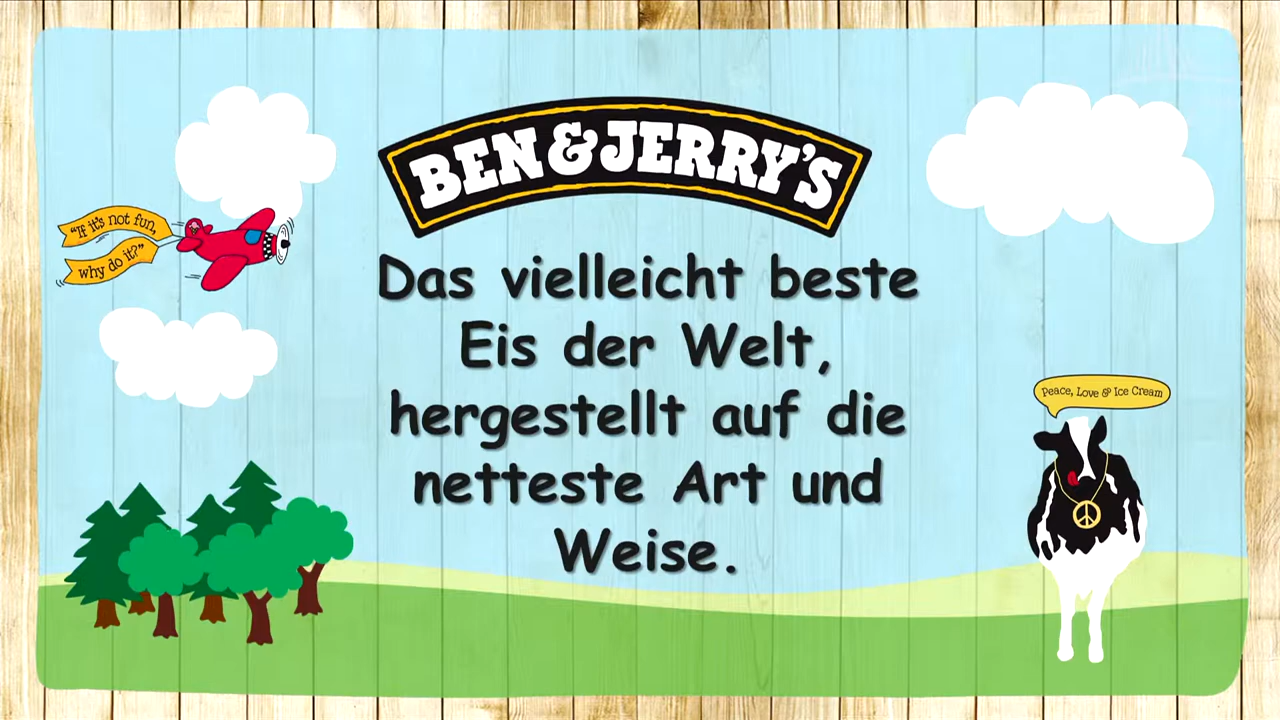 BEN & JERRY'S
"If it's not fun,
why do it?"
Das vielleicht beste
Eis der Welt,
hergestellt auf die
netteste Art und
Weise.
Peace, Love & Ice Cream